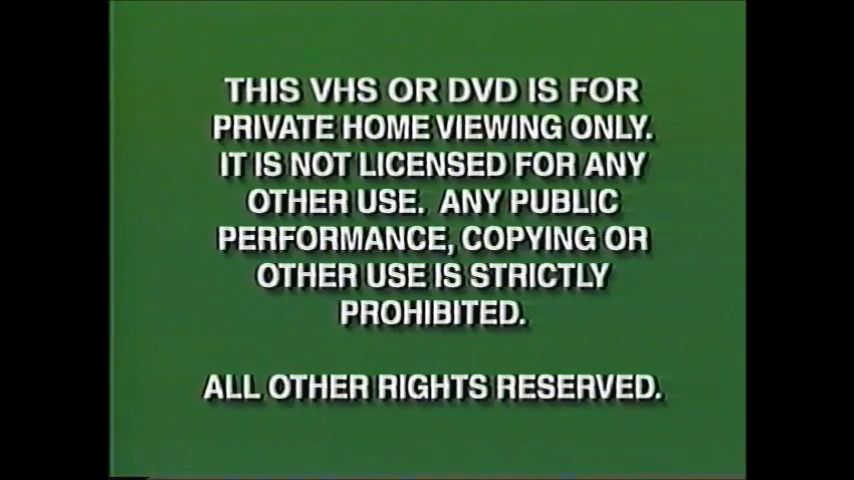 THIS VHS OR DVD IS FOR
PRIVATE HOME VIEWING ONLY.
IT IS NOT LICENSED FOR ANY
OTHER USE.  ANY PUBLIC
PERFORMANCE, COPYING OR
OTHER USE IS STRICTLY
PROHIBITED.
ALL OTHER RIGHTS RESERVED.